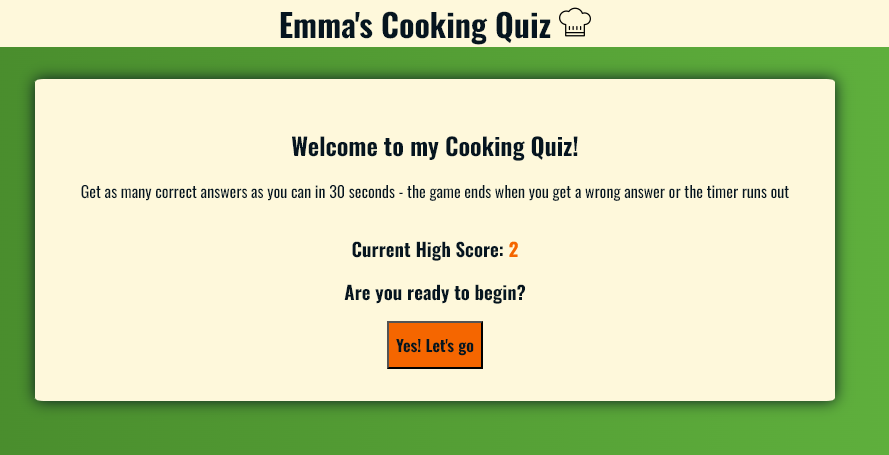 Emma's Cooking Quiz
Welcome to my Cooking Quiz!
Get as many correct answers as you can in 30 seconds - the game ends when you get a wrong answer or the timer runs out
Current High Score: 2
Are you ready to begin?
Yes! Let's go